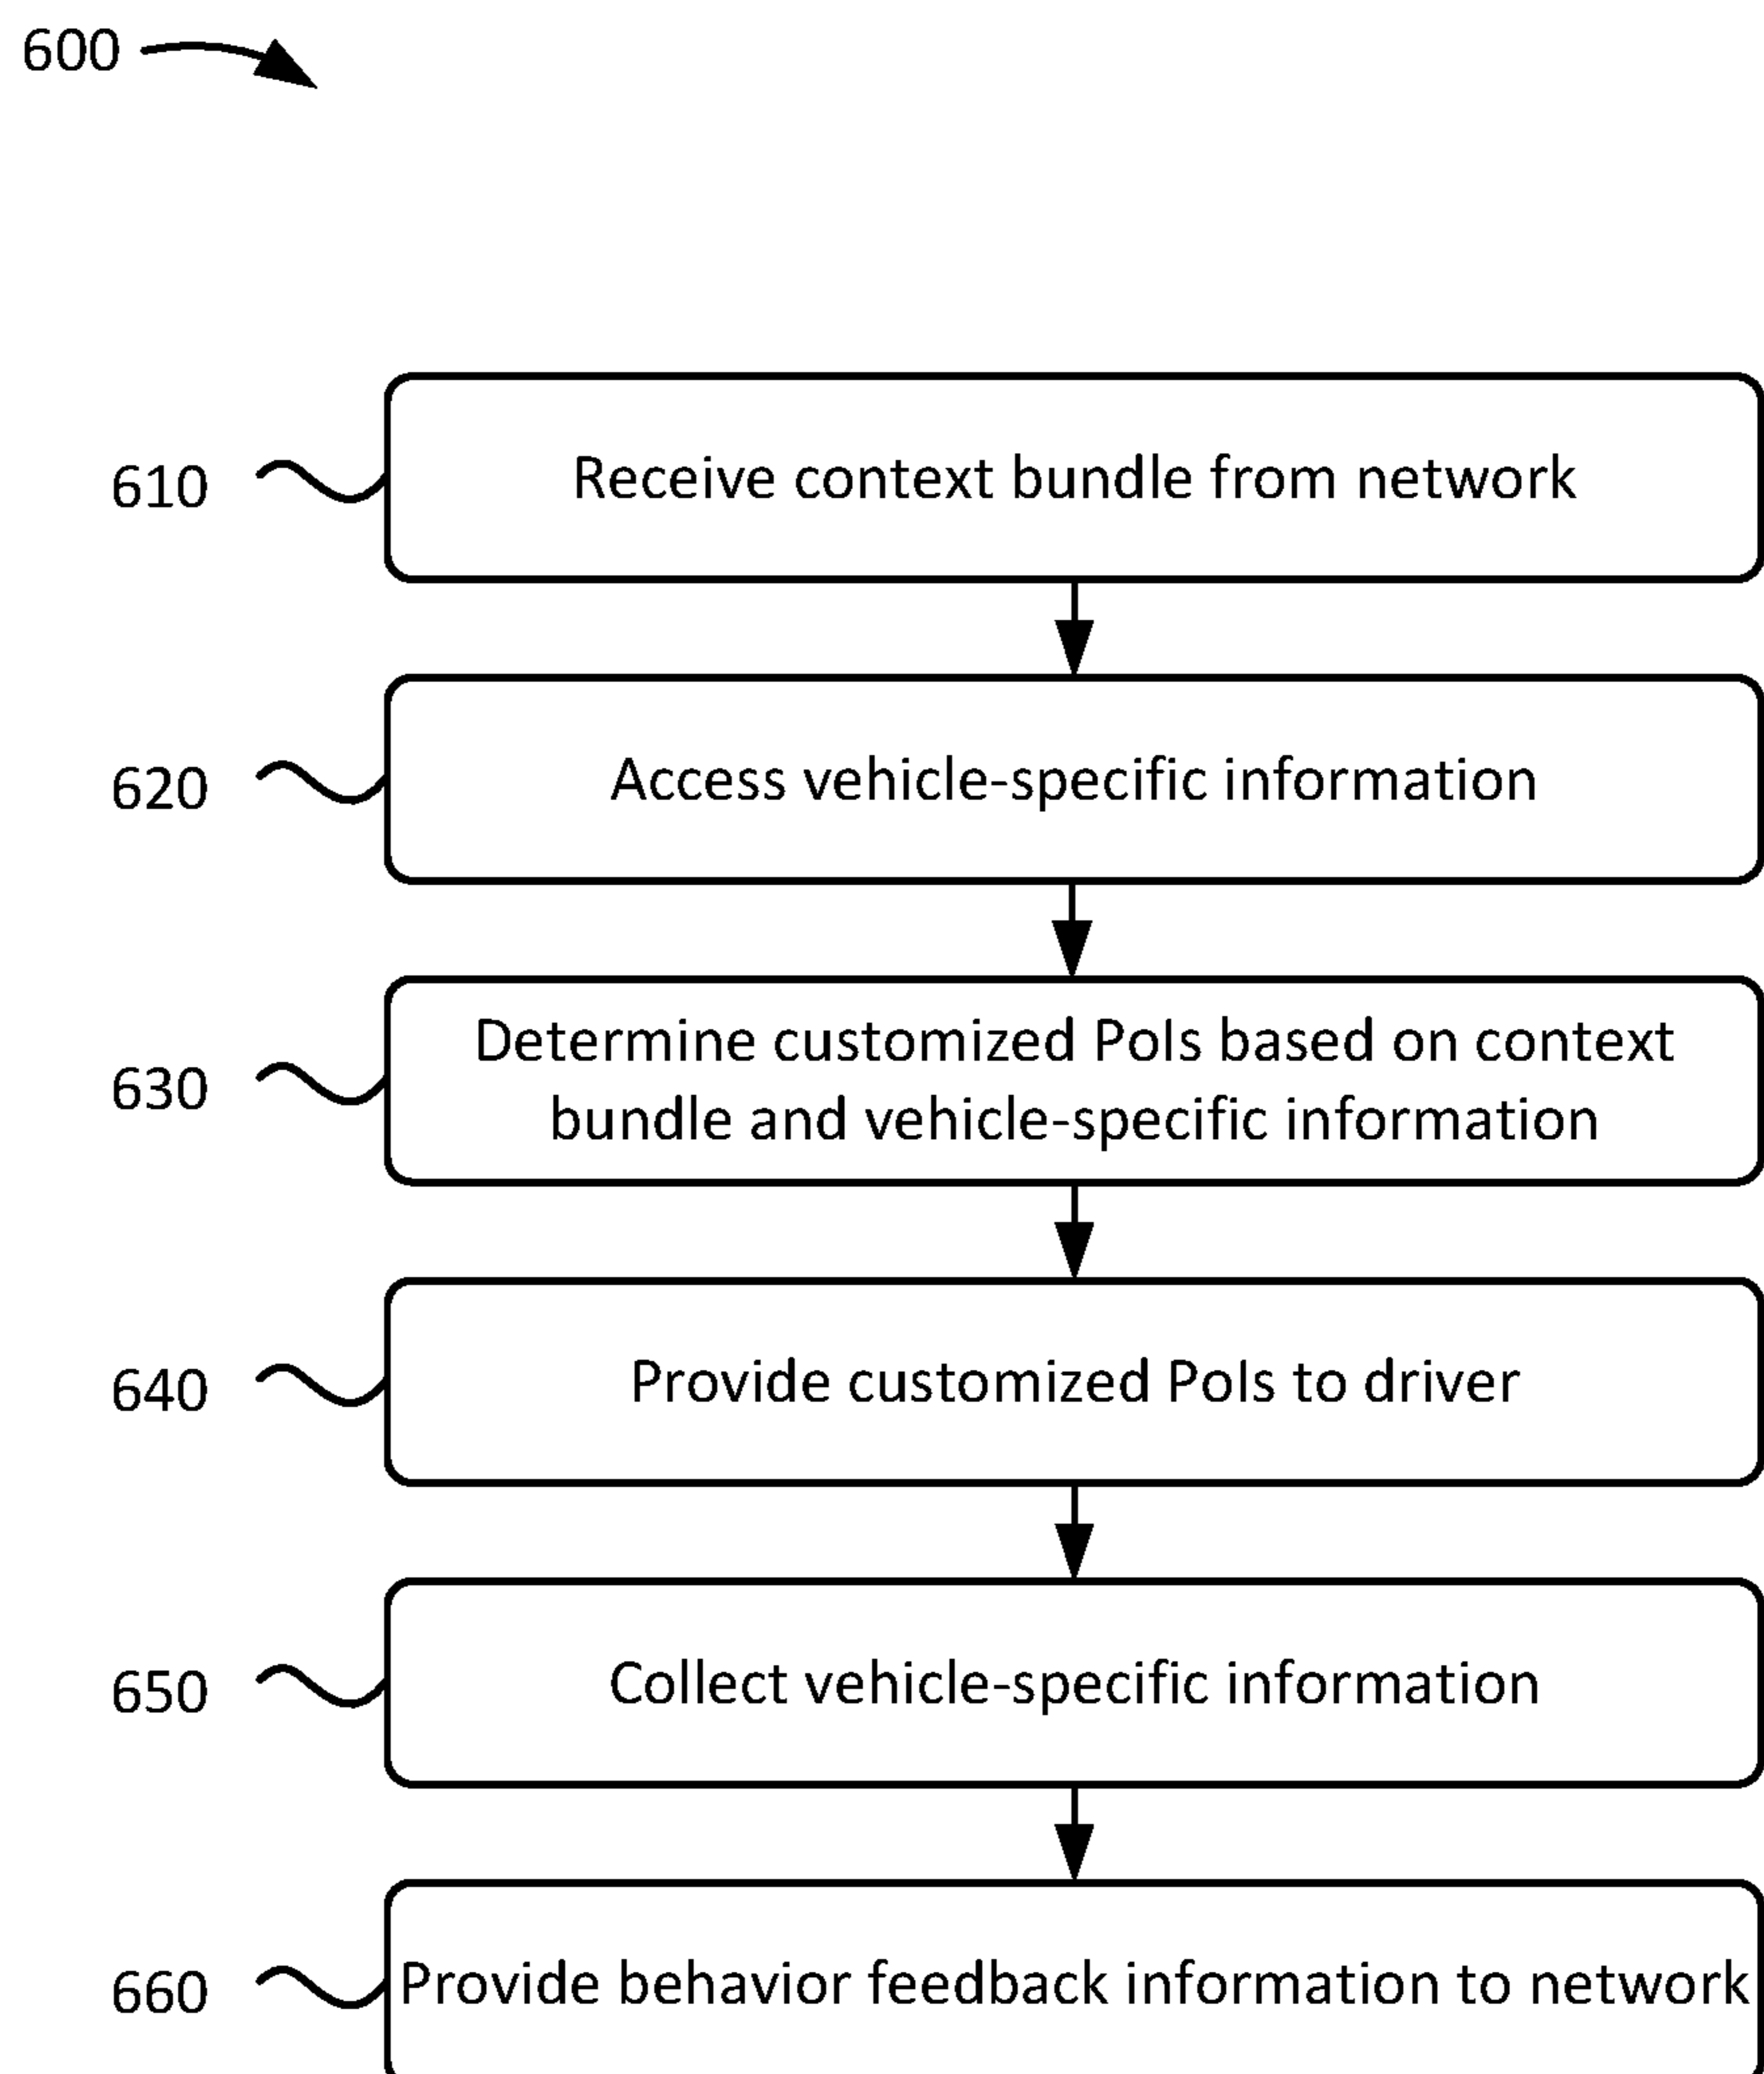 600
610
Receive context bundle from network
620
Access vehicle-specific information
630
Determine customized PoIs based on context
bundle and vehicle-specific information
640
Provide customized PoIs to driver
650
Collect vehicle-specific information
660
Provide behavior feedback information to network